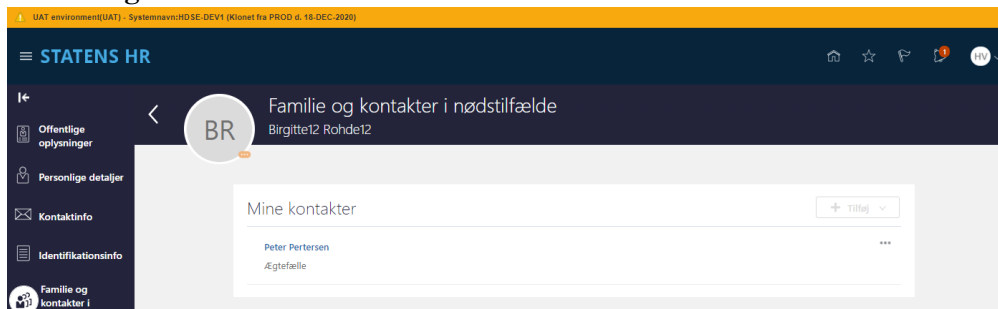 UAT environment(UAT) - Systemnavn:HDSE-DEV1 (Klonet fra PROD d. 18-DEC-2020)
STATENS HR
1
HV
Offentlige
oplysninger
Personlige detaljer
Kontaktinfo
Identifikationsinfo
Familie og
kontakter i
BR
Familie og kontakter i nødstilfælde
Birgitte12 Rohde12
Mine kontakter
Tilføj
Peter Pertersen
Ægtefælle